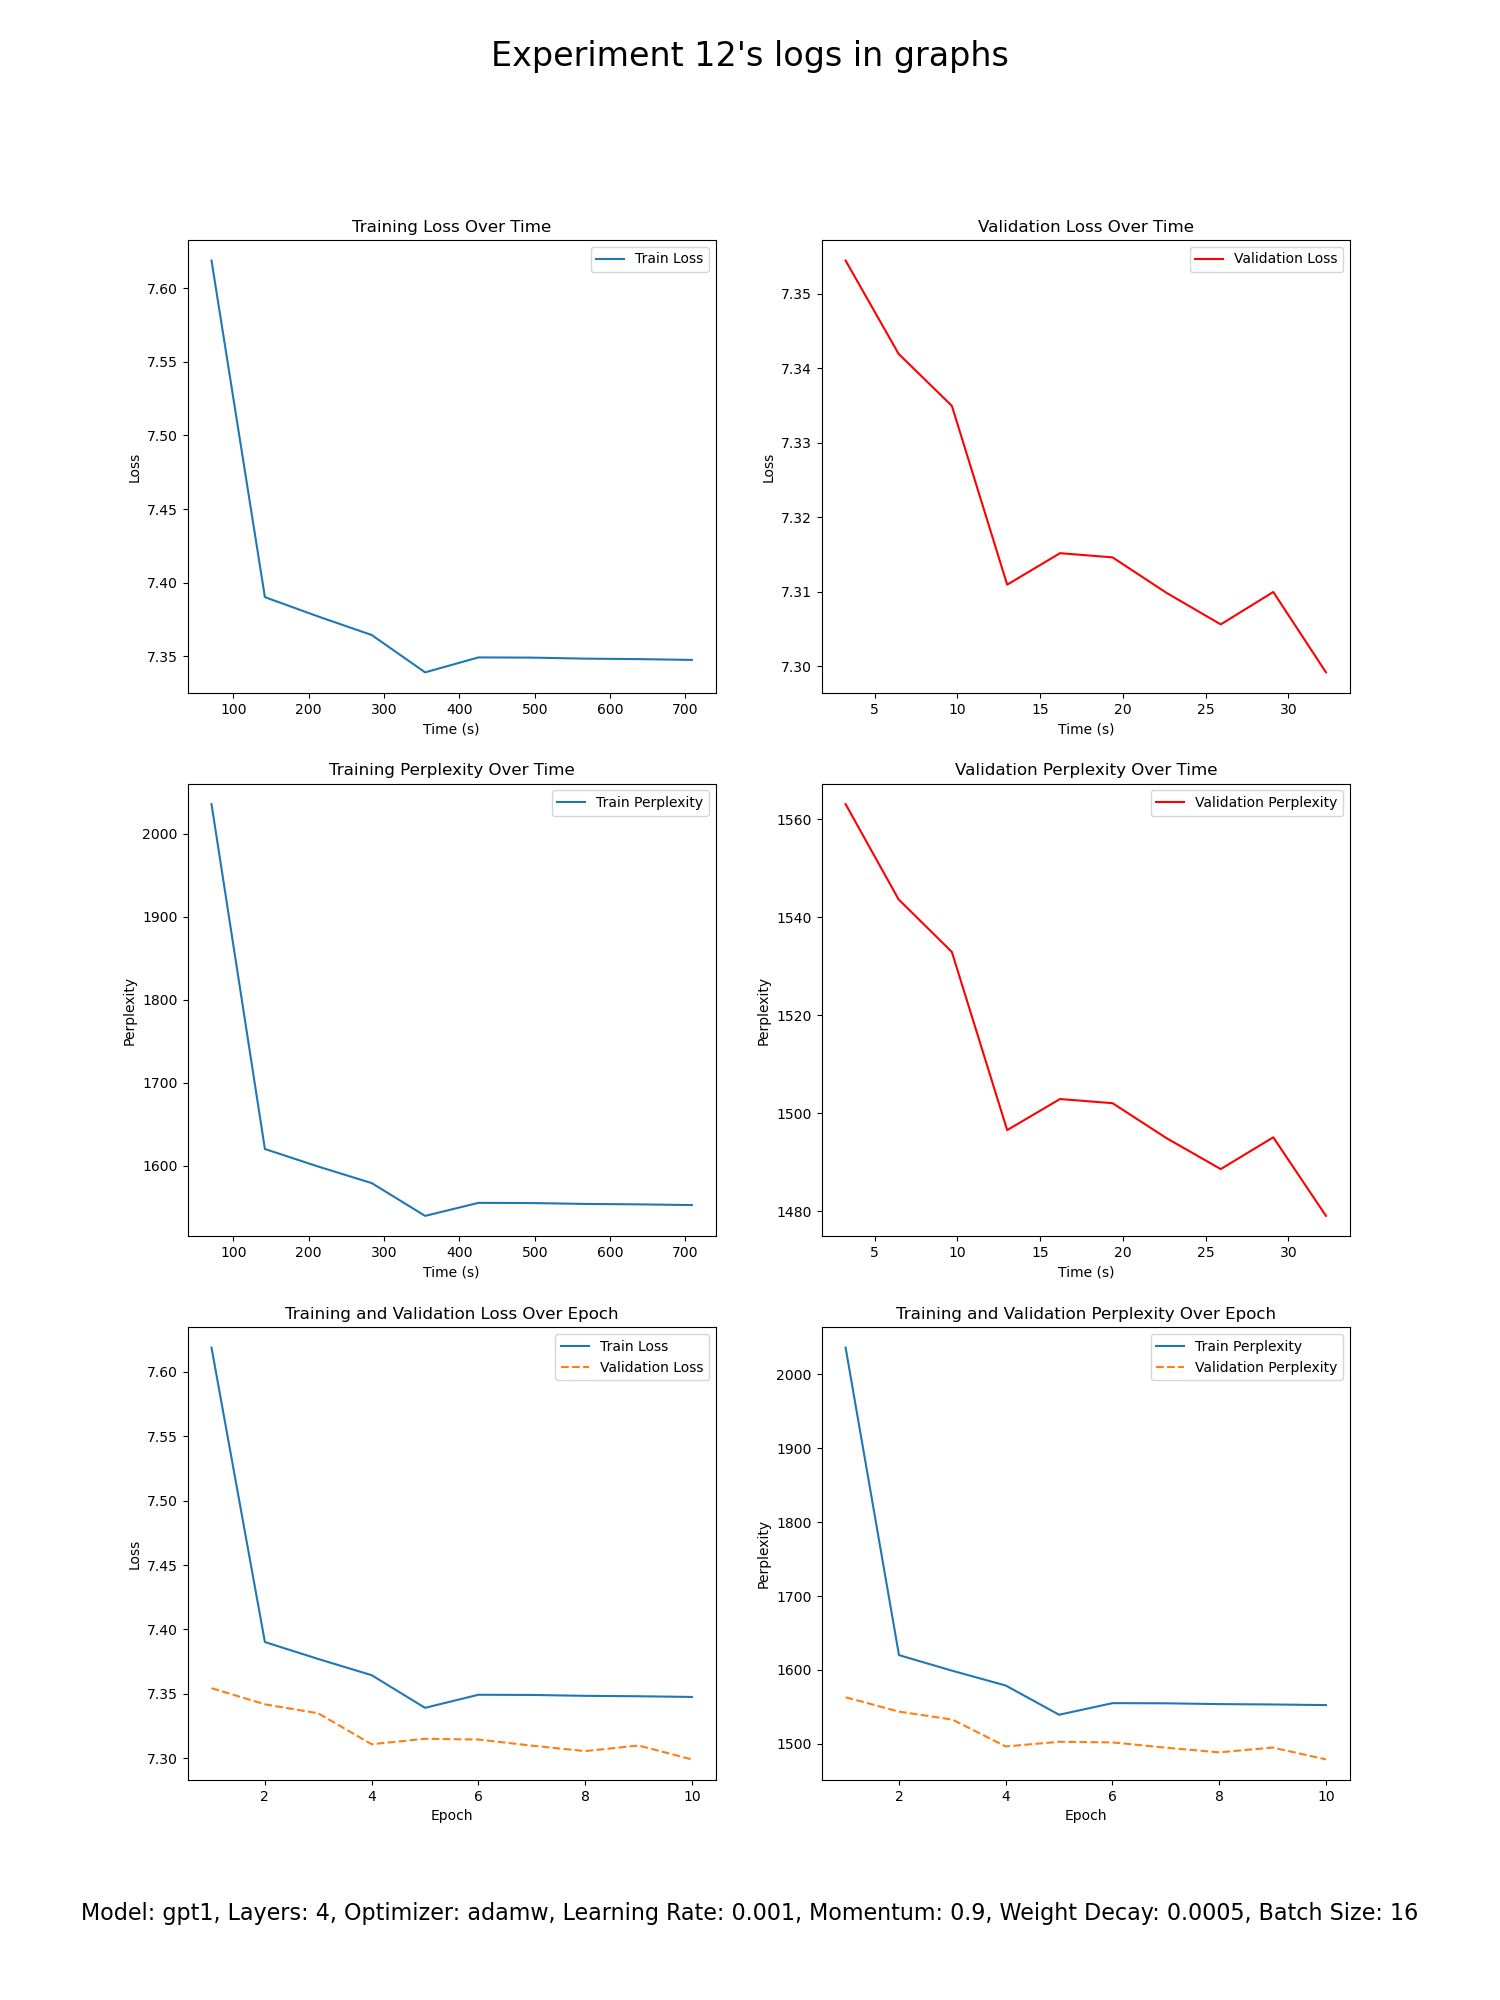 Experiment 12's logs in graphs
Training Loss Over Time
Train Loss
7.60
7.55
7.50
7.45
7.40
7.35
Loss
100 200 300 400 500 600 700
Time (s)
Validation Loss Over Time
Validation Loss
7.35
7.34
7.33
7.32
7.31
7.30
Loss
5 10 15 20 25 30
Time (s)
Training Perplexity Over Time
Train Perplexity
2000
1900
1800
1700
1600
Perplexity
100 200 300 400 500 600 700
Time (s)
Validation Perplexity Over Time
Validation Perplexity
1560
1540
1520
1500
1480
Perplexity
5 10 15 20 25 30
Time (s)
Training and Validation Loss Over Epoch
Train Loss
Validation Loss
7.60
7.55
7.50
7.45
7.40
7.35
7.30
Loss
2 4 6 8 10
Epoch
Training and Validation Perplexity Over Epoch
Train Perplexity
Validation Perplexity
2000
1900
1800
1700
1600
1500
Perplexity
2 4 6 8 10
Epoch
Model: gpt1, Layers: 4, Optimizer: adamw, Learning Rate: 0.001, Momentum: 0.9, Weight Decay: 0.0005, Batch Size: 16